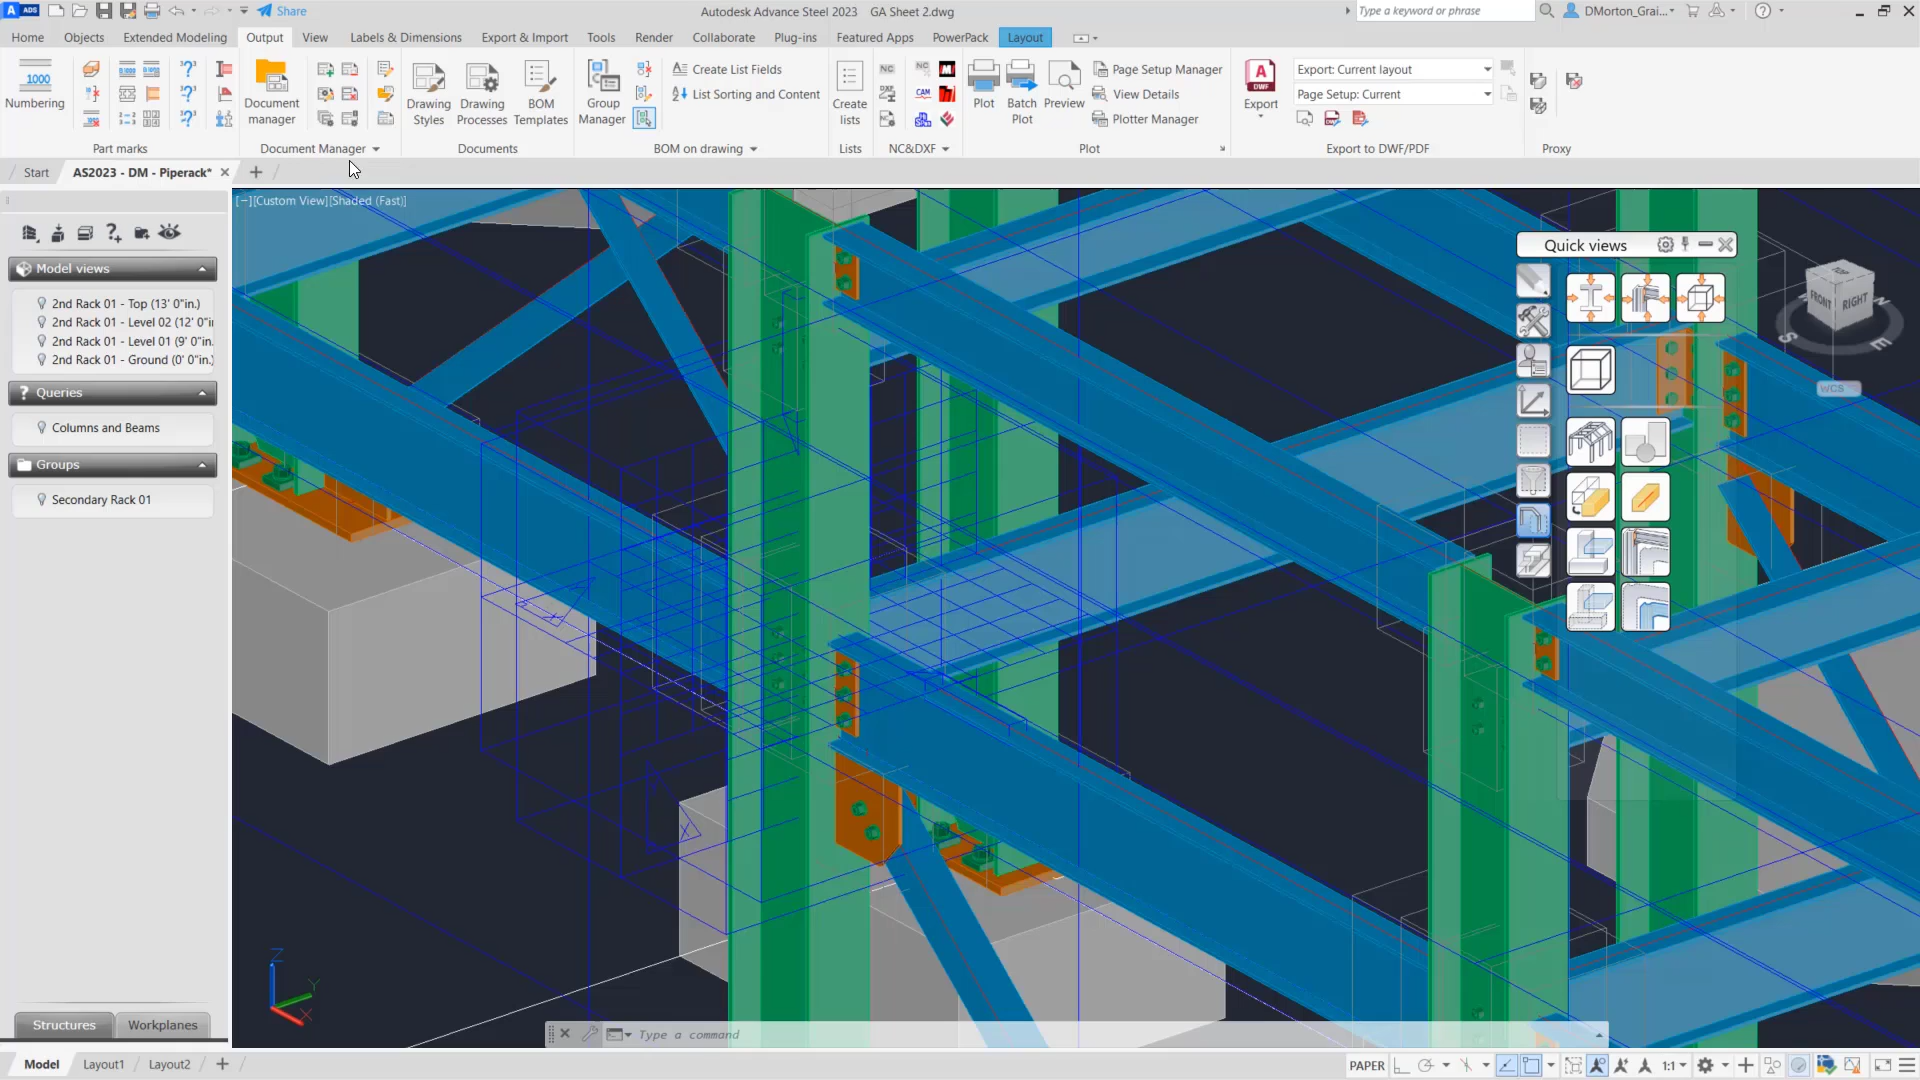 A ADS Share Autodesk Advance Steel 2023 GA Sheet 2.dwg Type a keyword or phrase DMorton_Grai...
Home Objects Extended Modeling Output View Labels & Dimensions Export & Import Tools Render Collaborate Plug-ins Featured Apps PowerPack Layout
1000
Numbering
Part marks
Document manager
Document Manager
Drawing Styles
Drawing Processes
BOM Templates
Documents
Group Manager
Create List Fields
List Sorting and Content
BOM on drawing
Create lists
Lists
NC
DXF
CAM
NC&DXF
Plot
Batch Plot
Preview
Page Setup Manager
View Details
Plotter Manager
Plot
Export
Export: Current layout
Page Setup: Current
Export to DWF/PDF
Proxy
Start AS2023 - DM - Piperack*
[−][Custom View][Shaded (Fast)]
Model views
2nd Rack 01 - Top (13' 0"in.)
2nd Rack 01 - Level 02 (12' 0"i
2nd Rack 01 - Level 01 (9' 0"in.
2nd Rack 01 - Ground (0' 0"in.)
Queries
Columns and Beams
Groups
Secondary Rack 01
Structures Workplanes
Quick views
TOP
FRONT RIGHT
S E
WCS
Z
Y
X
Type a command
Model Layout1 Layout2
PAPER 1:1